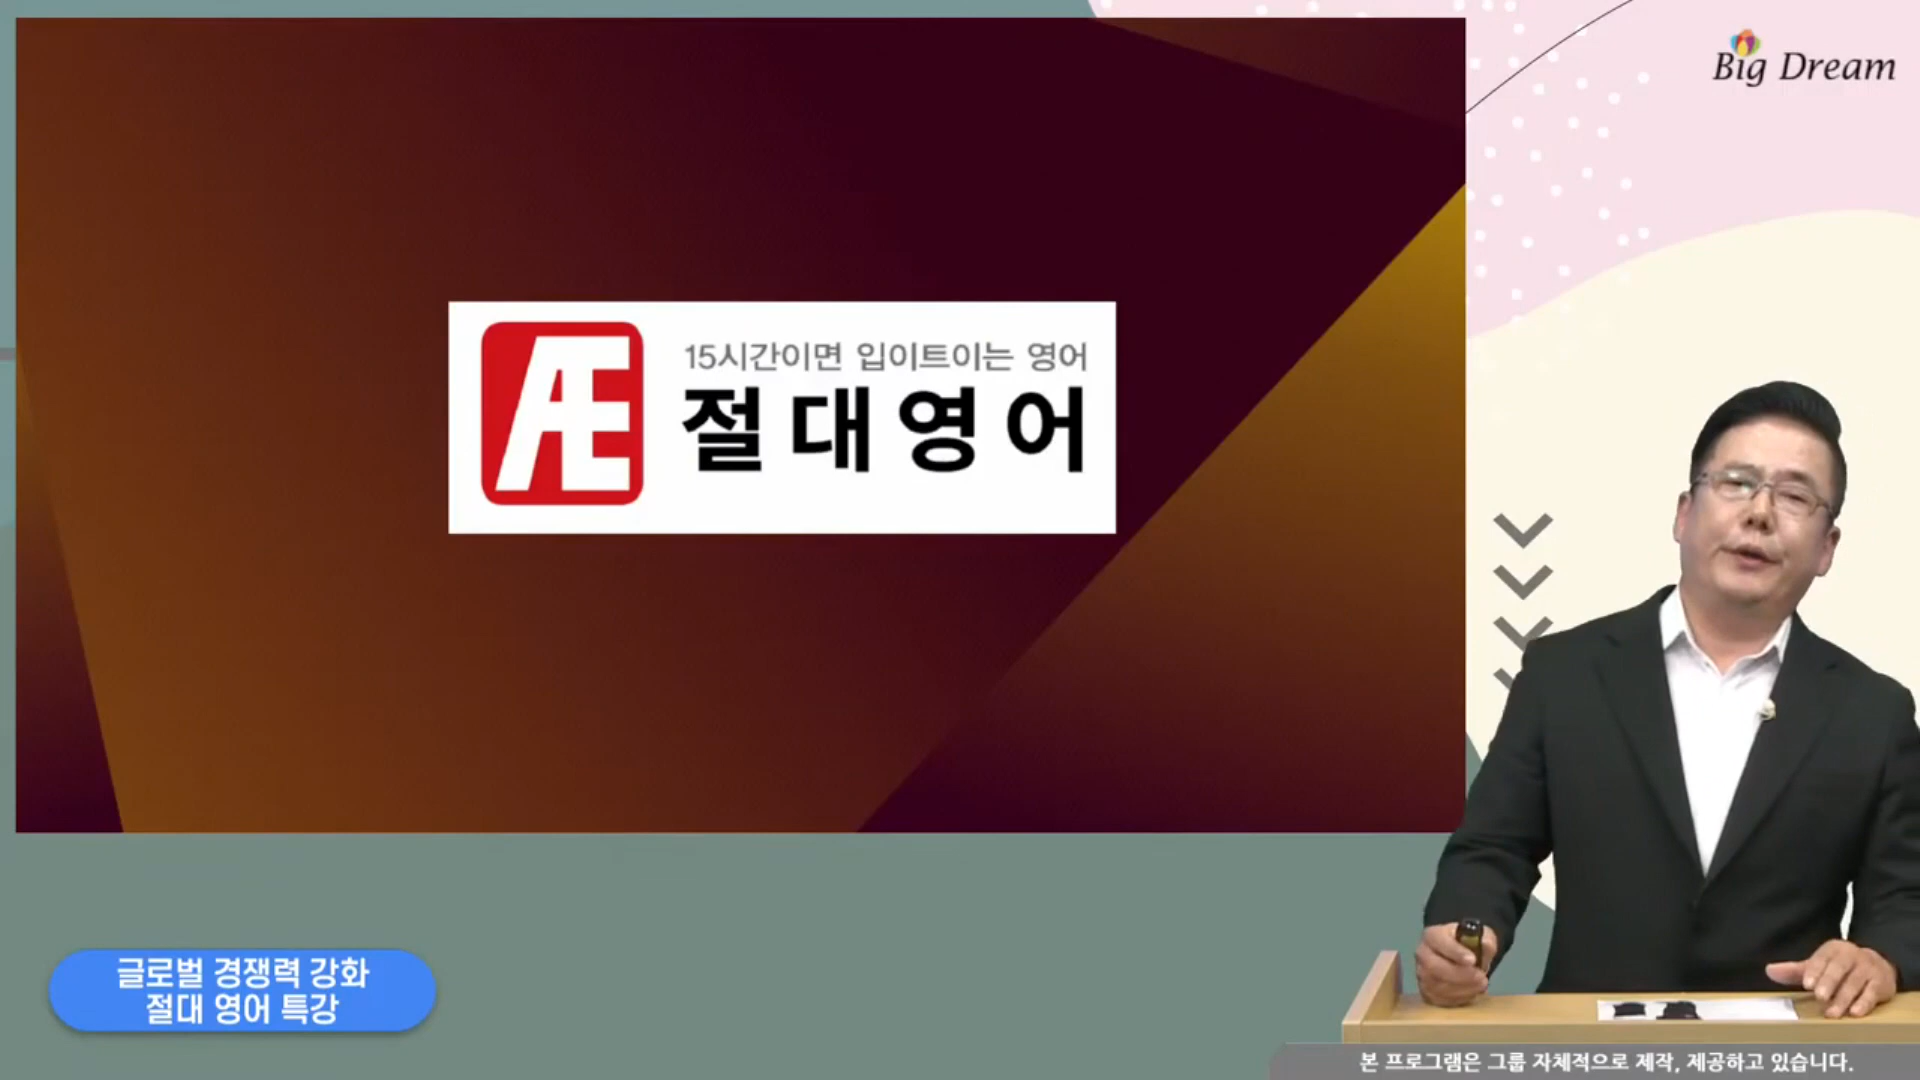 Big Dream
15시간이면 입이트이는 영어
Æ
절대영어
글로벌 경쟁력 강화
절대 영어 특강
본 프로그램은 그룹 자체적으로 제작, 제공하고 있습니다.